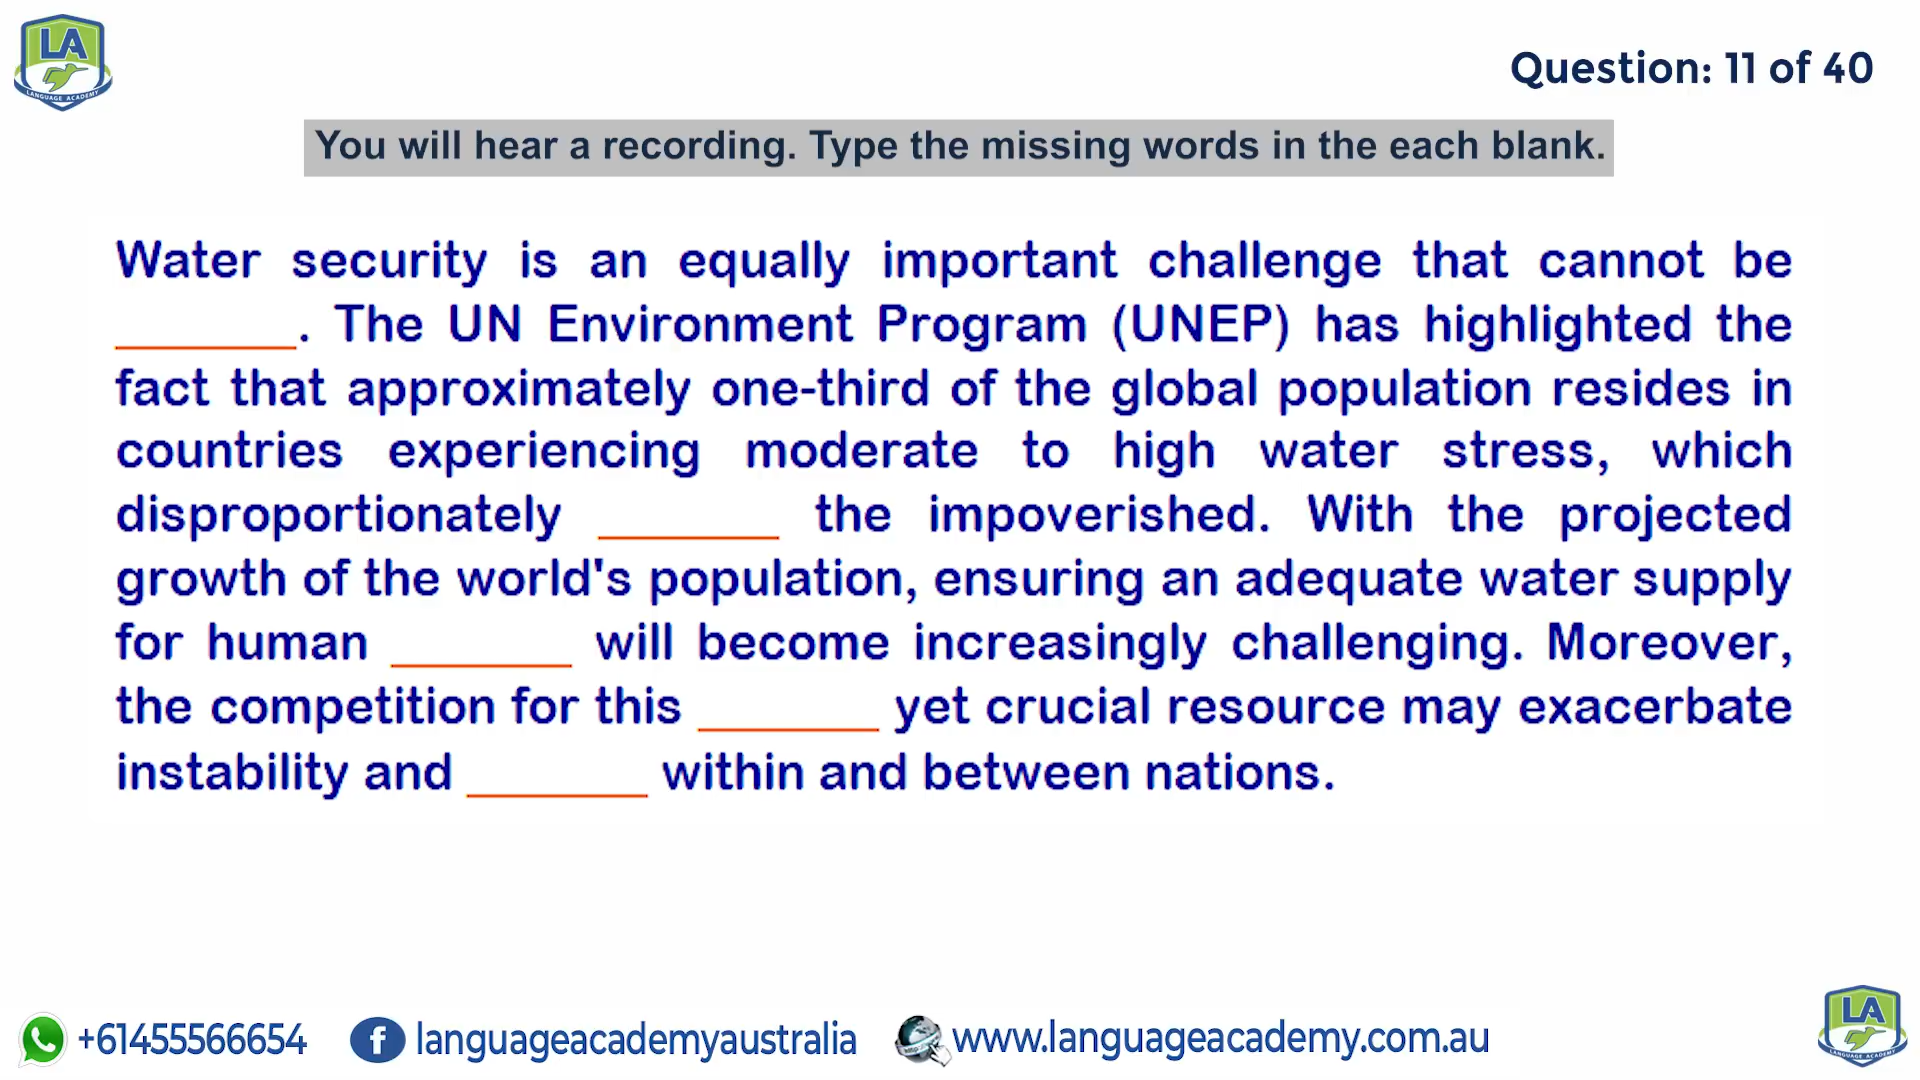 LA
LANGUAGE ACADEMY
Question: 11 of 40
You will hear a recording. Type the missing words in the each blank.
Water security is an equally important challenge that cannot be
_______. The UN Environment Program (UNEP) has highlighted the
fact that approximately one-third of the global population resides in
countries experiencing moderate to high water stress, which
disproportionately _______ the impoverished. With the projected
growth of the world's population, ensuring an adequate water supply
for human _______ will become increasingly challenging. Moreover,
the competition for this _______ yet crucial resource may exacerbate
instability and _______ within and between nations.
+61455566654
f languageacademyaustralia
http www.languageacademy.com.au
LA
LANGUAGE ACADEMY